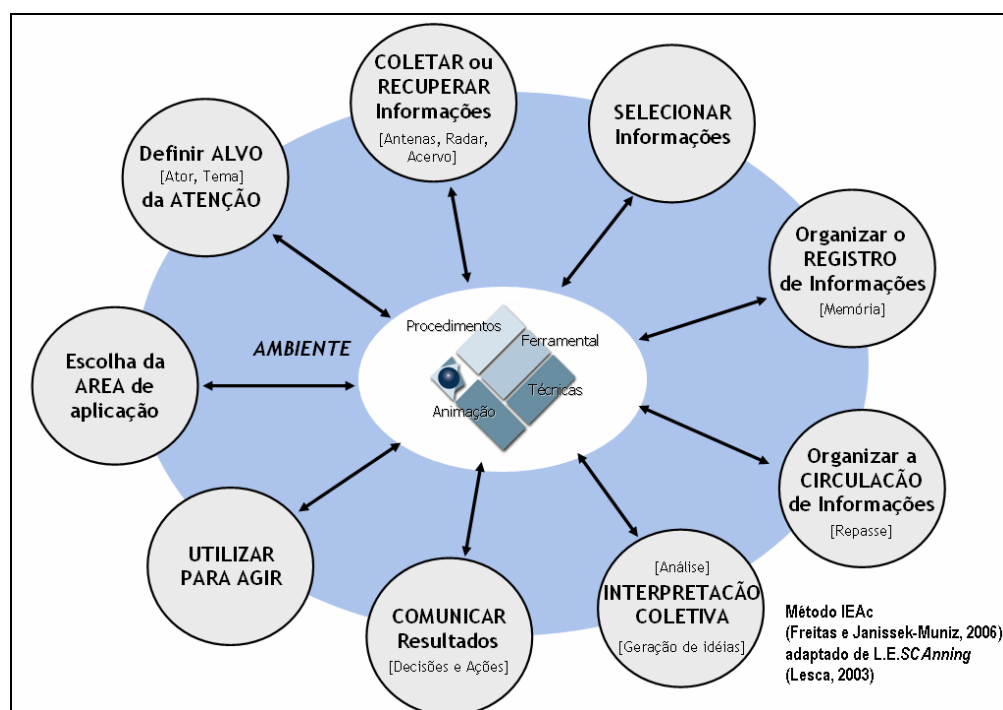 COLETAR ou
RECUPERAR
Informações
[Antenas, Radar,
Acervo]
SELECIONAR
Informações
Definir ALVO
[Ator, Tema]
da ATENÇÃO
Organizar o
REGISTRO
de Informações
[Memória]
Escolha da
AREA de
aplicação
AMBIENTE
Procedimentos
Ferramental
Técnicas
Animação
Organizar a
CIRCULACÃO
de Informações
[Repasse]
UTILIZAR
PARA AGIR
COMUNICAR
Resultados
[Decisões e Ações]
[Análise]
INTERPRETACÃO
COLETIVA
[Geração de idéias]
Método IEAc
(Freitas e Janissek-Muniz, 2006)
adaptado de L.E.SCAnning
(Lesca, 2003)